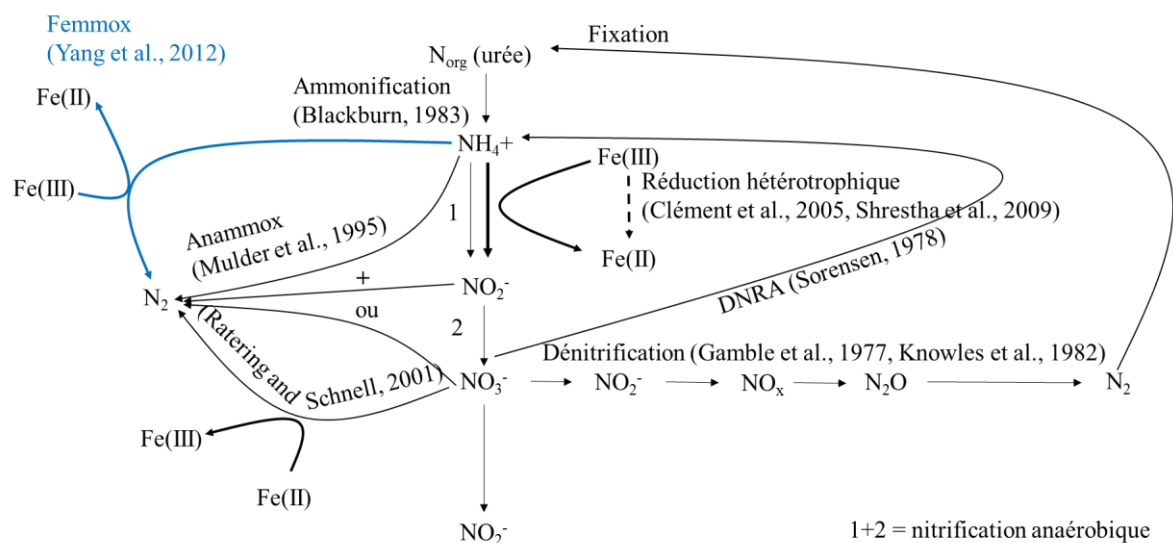 Femmox
(Yang et al., 2012)
Fixation
N_org (urée)
Ammonification
(Blackburn, 1983)
Fe(II)
NH₄+
Fe(III)
Fe(III)
Réduction hétérotrophique
(Clément et al., 2005, Shrestha et al., 2009)
1
Anammox
(Mulder et al., 1995)
Fe(II)
DNRA (Sorensen, 1978)
+
N₂
NO₂⁻
ou
2
(Ratering and Schnell, 2001)
Dénitrification (Gamble et al., 1977, Knowles et al., 1982)
NO₃⁻
NO₂⁻
NOₓ
N₂O
N₂
Fe(III)
Fe(II)
NO₂⁻
1+2 = nitrification anaérobique